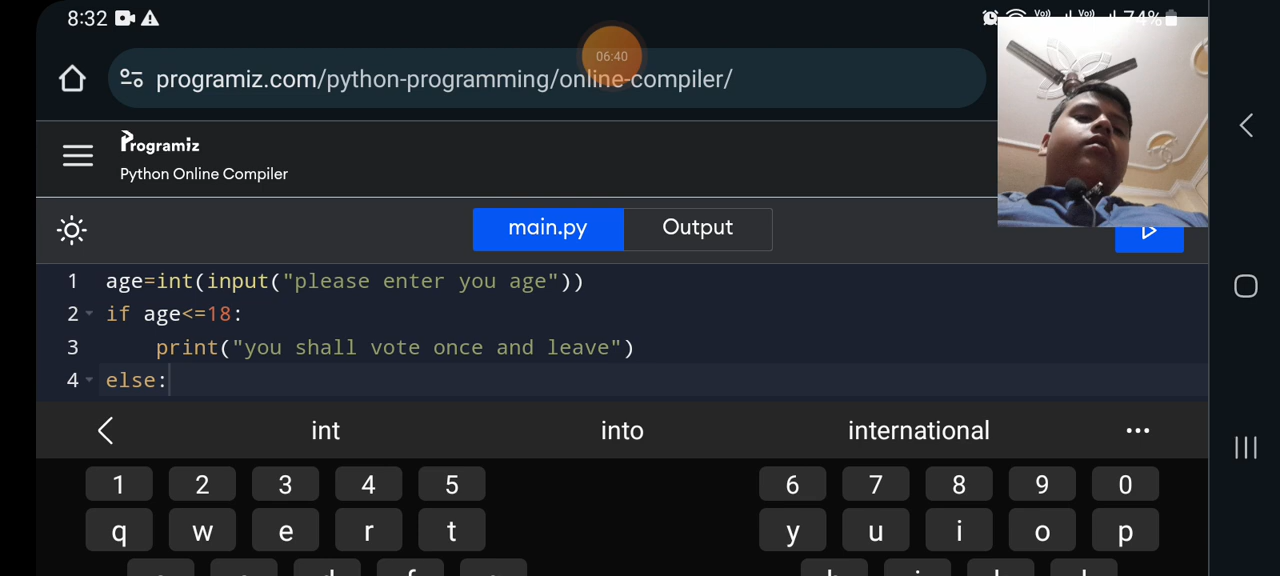 8:32
74%
06:40
programiz.com/python-programming/online-compiler/
Programiz
Python Online Compiler
main.py
Output
1 age=int(input("please enter you age"))
2 if age<=18:
3 print("you shall vote once and leave")
4 else:
int into international
1 2 3 4 5 6 7 8 9 0
q w e r t y u i o p